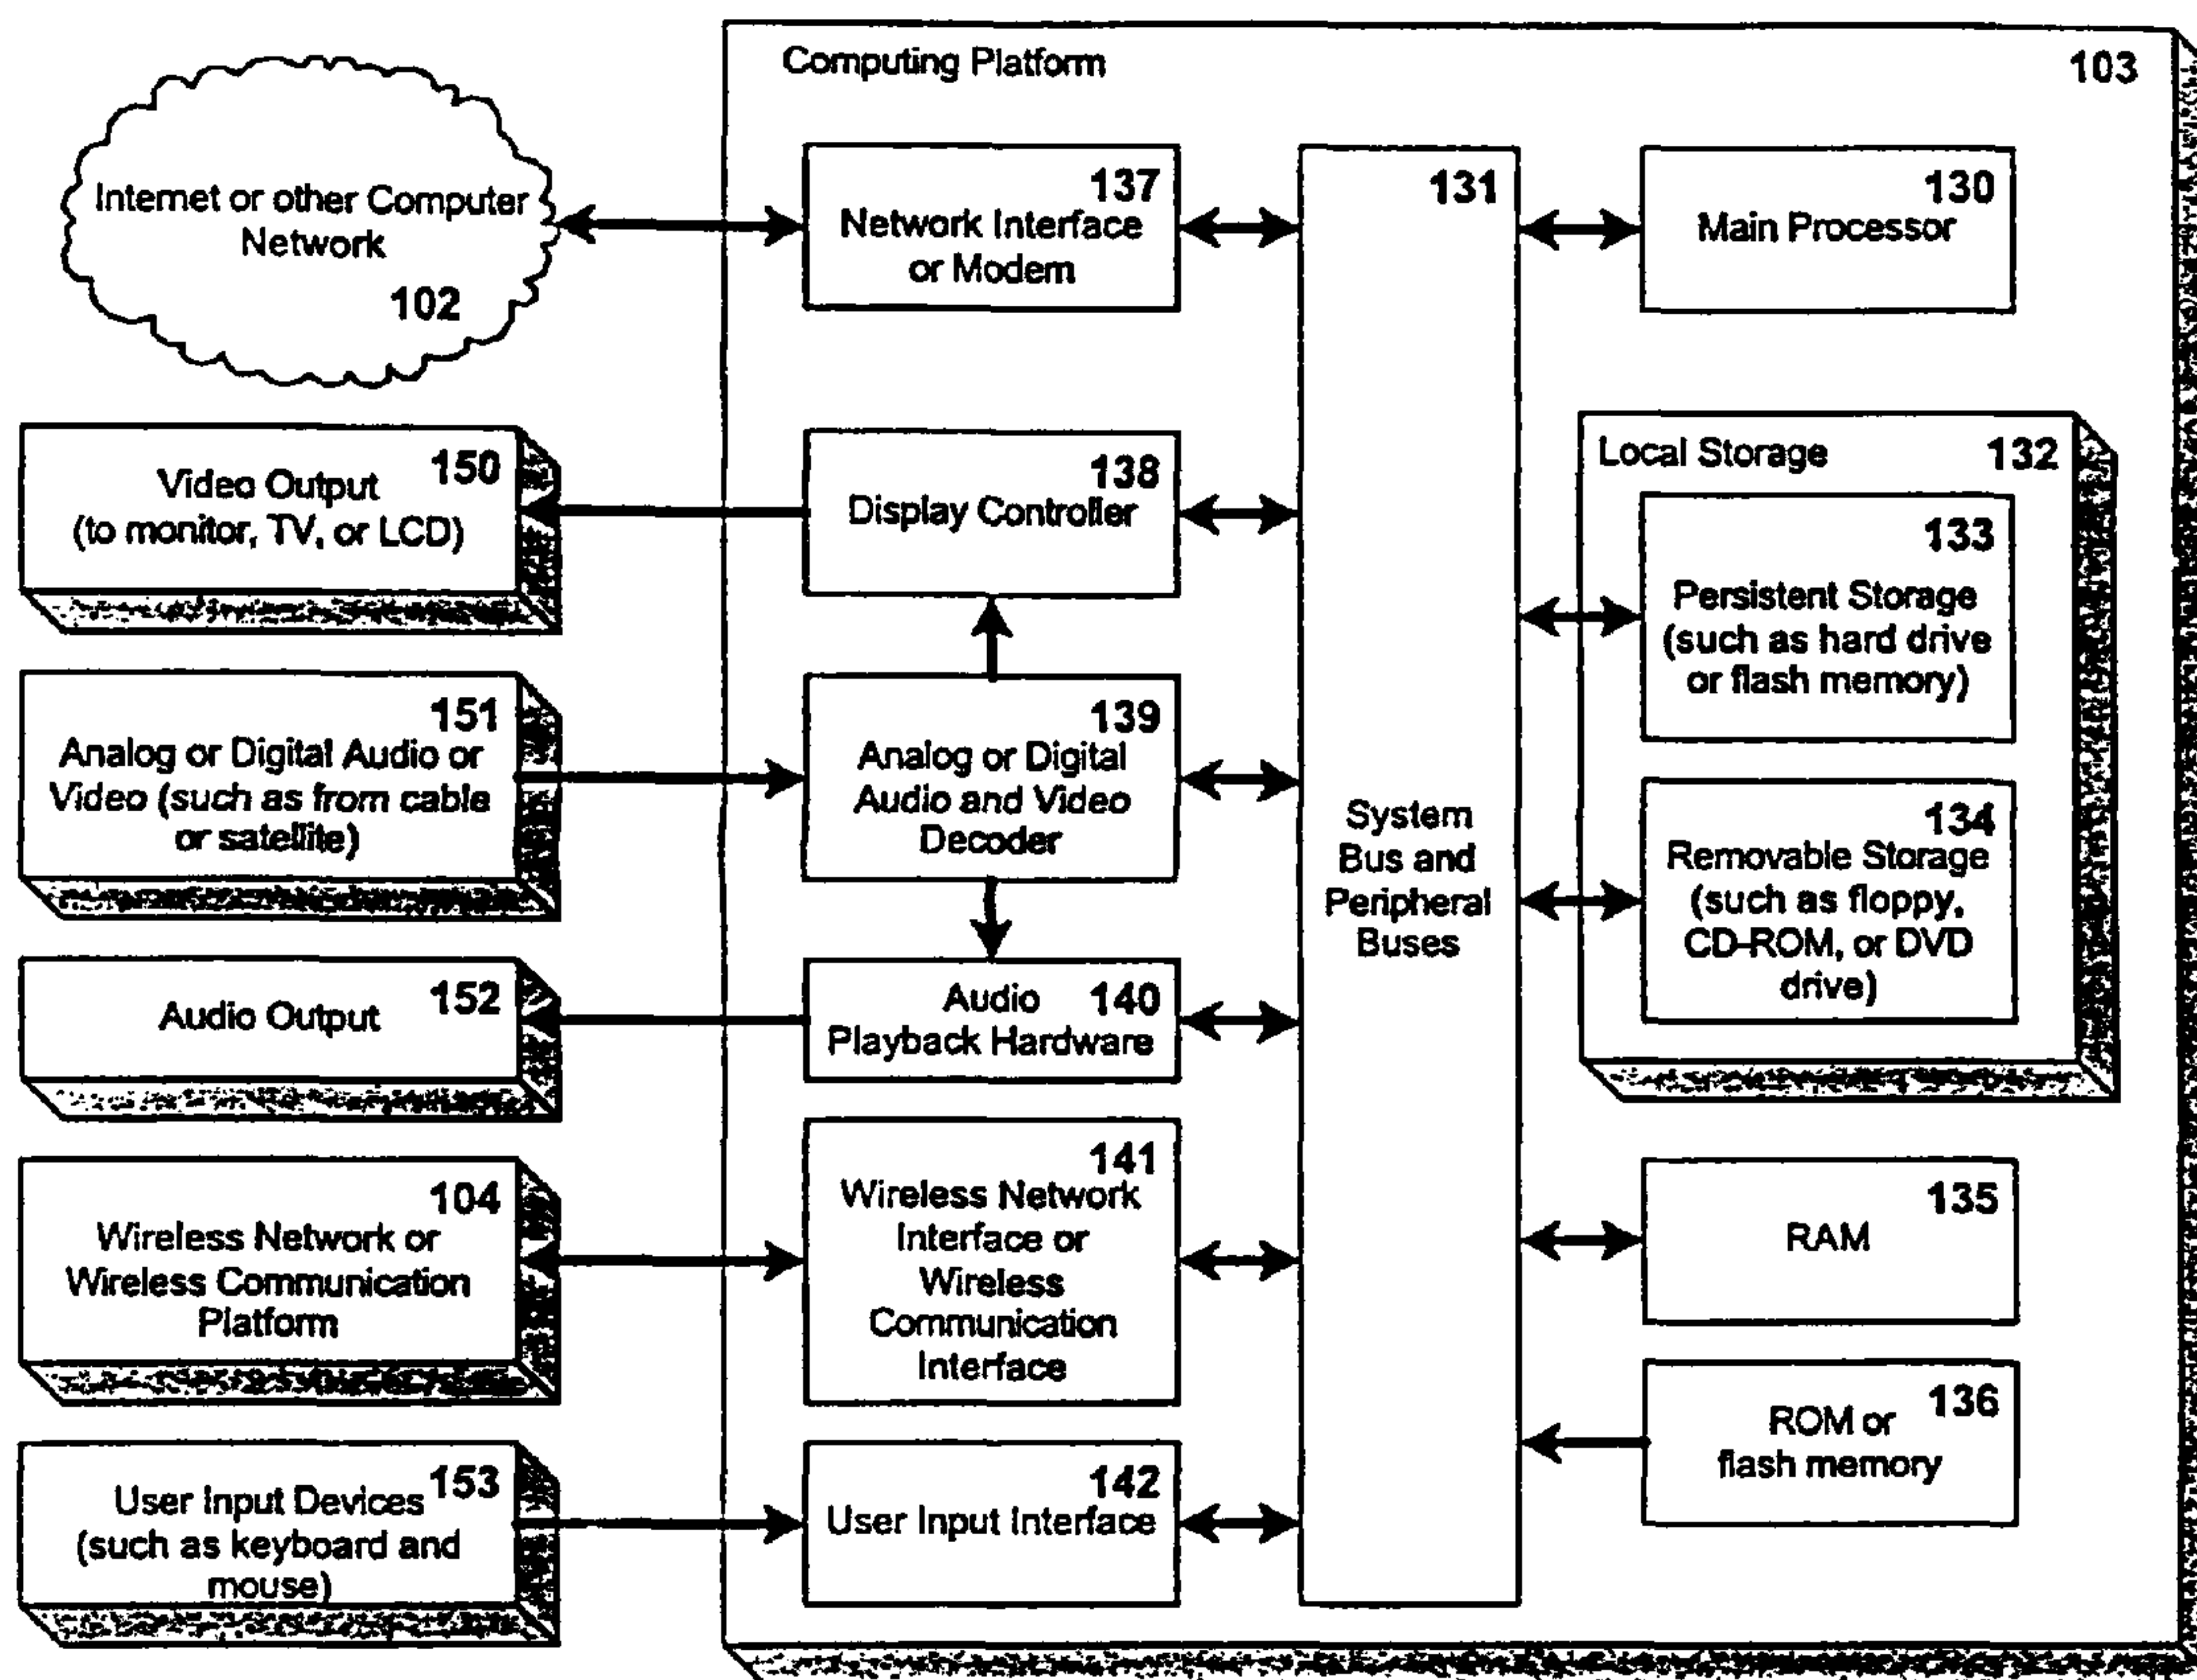 Computing Platform
103
Internet or other Computer
Network
102
137
Network Interface
or Modem
131
System
Bus and
Peripheral
Buses
130
Main Processor
150
Video Output
(to monitor, TV, or LCD)
138
Display Controller
Local Storage
132
133
Persistent Storage
(such as hard drive
or flash memory)
134
Removable Storage
(such as floppy,
CD-ROM, or DVD
drive)
151
Analog or Digital Audio or
Video (such as from cable
or satellite)
139
Analog or Digital
Audio and Video
Decoder
152
Audio Output
Audio 140
Playback Hardware
104
Wireless Network or
Wireless Communication
Platform
141
Wireless Network
Interface or
Wireless
Communication
Interface
135
RAM
136
ROM or
flash memory
153
User Input Devices
(such as keyboard and
mouse)
142
User Input Interface